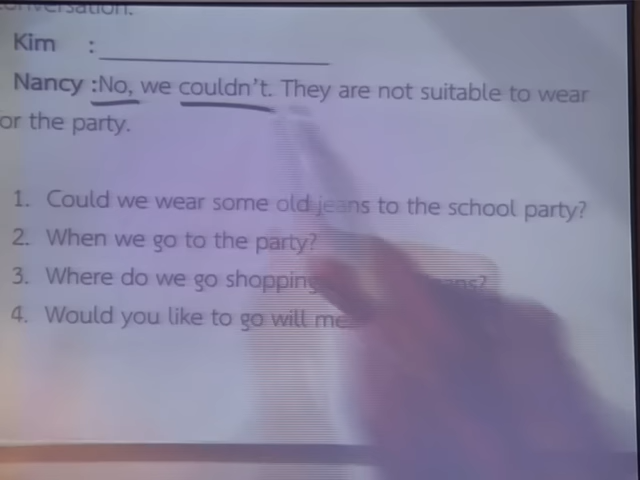 conversation.
Kim : ____________________
Nancy :No, we couldn't. They are not suitable to wear
or the party.
1. Could we wear some old jeans to the school party?
2. When we go to the party?
3. Where do we go shopping
4. Would you like to go will me